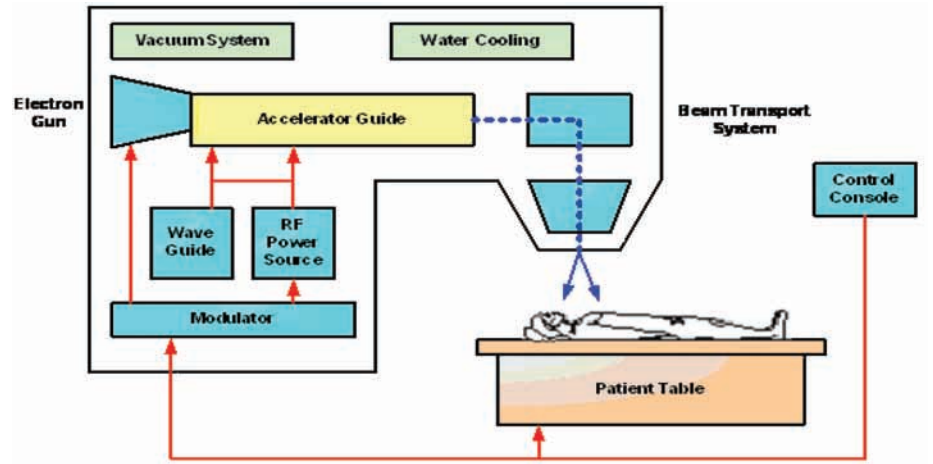 Vacuum System
Water Cooling
Electron
Gun
Accelerator Guide
Beam Transport
System
Control
Console
Wave
Guide
RF
Power
Source
Modulator
Patient Table